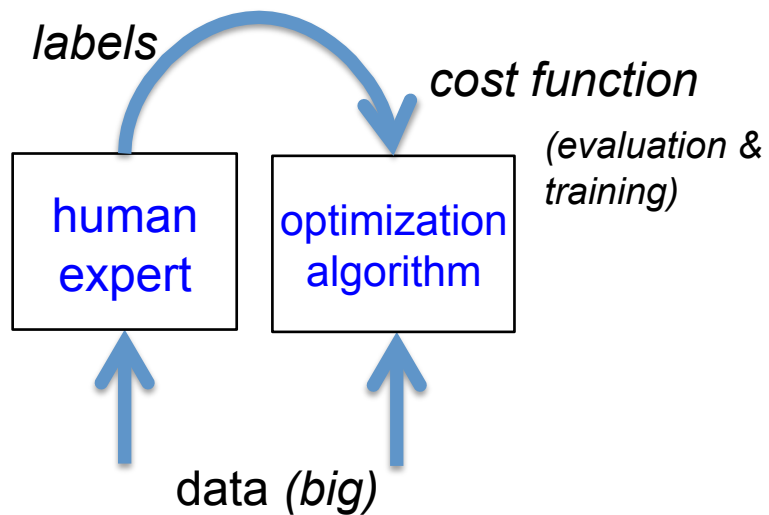 labels
cost function
(evaluation &
training)
human
expert
optimization
algorithm
data (big)